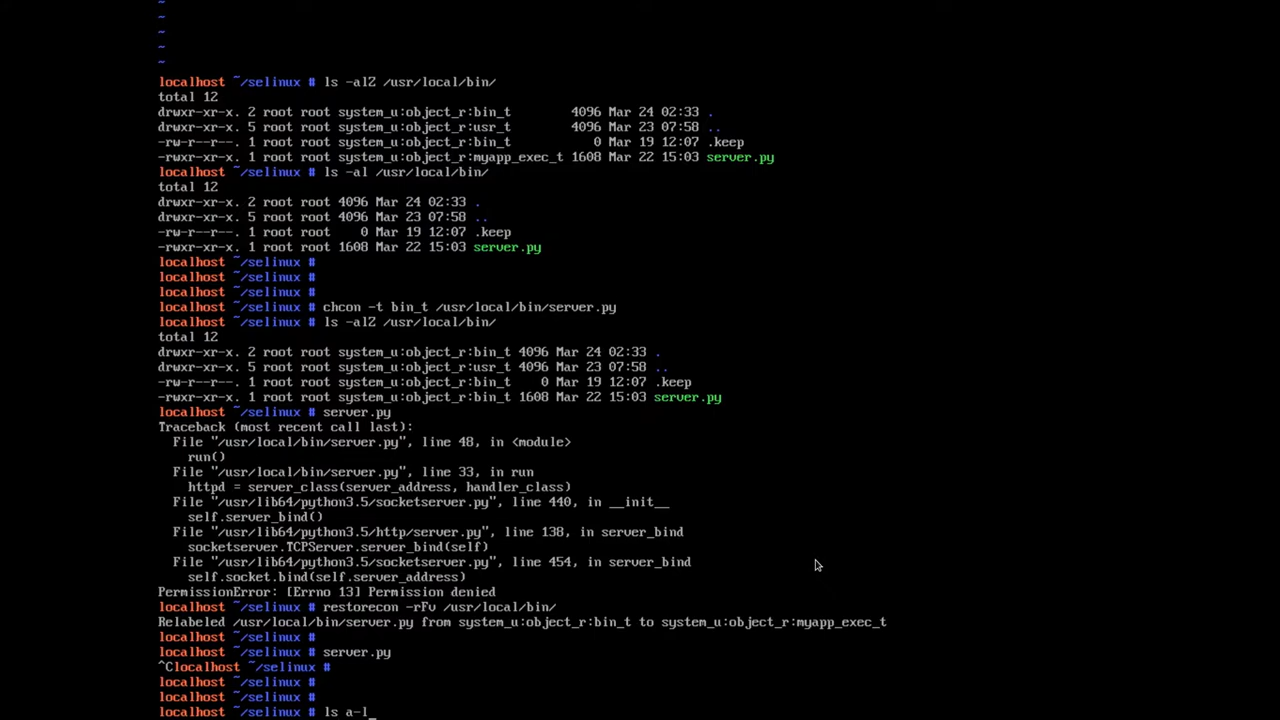 ~
~
~
~
~
localhost ~/selinux # ls -alZ /usr/local/bin/
total 12
drwxr-xr-x. 2 root root system_u:object_r:bin_t        4096 Mar 24 02:33 .
drwxr-xr-x. 5 root root system_u:object_r:usr_t        4096 Mar 23 07:58 ..
-rw-r--r--. 1 root root system_u:object_r:bin_t           0 Mar 19 12:07 .keep
-rwxr-xr-x. 1 root root system_u:object_r:myapp_exec_t 1608 Mar 22 15:03 server.py
localhost ~/selinux # ls -al /usr/local/bin/
total 12
drwxr-xr-x. 2 root root 4096 Mar 24 02:33 .
drwxr-xr-x. 5 root root 4096 Mar 23 07:58 ..
-rw-r--r--. 1 root root    0 Mar 19 12:07 .keep
-rwxr-xr-x. 1 root root 1608 Mar 22 15:03 server.py
localhost ~/selinux #
localhost ~/selinux #
localhost ~/selinux #
localhost ~/selinux # chcon -t bin_t /usr/local/bin/server.py
localhost ~/selinux # ls -alZ /usr/local/bin/
total 12
drwxr-xr-x. 2 root root system_u:object_r:bin_t 4096 Mar 24 02:33 .
drwxr-xr-x. 5 root root system_u:object_r:usr_t 4096 Mar 23 07:58 ..
-rw-r--r--. 1 root root system_u:object_r:bin_t    0 Mar 19 12:07 .keep
-rwxr-xr-x. 1 root root system_u:object_r:bin_t 1608 Mar 22 15:03 server.py
localhost ~/selinux # server.py
Traceback (most recent call last):
  File "/usr/local/bin/server.py", line 48, in <module>
    run()
  File "/usr/local/bin/server.py", line 33, in run
    httpd = server_class(server_address, handler_class)
  File "/usr/lib64/python3.5/socketserver.py", line 440, in __init__
    self.server_bind()
  File "/usr/lib64/python3.5/http/server.py", line 138, in server_bind
    socketserver.TCPServer.server_bind(self)
  File "/usr/lib64/python3.5/socketserver.py", line 454, in server_bind
    self.socket.bind(self.server_address)
PermissionError: [Errno 13] Permission denied
localhost ~/selinux # restorecon -rFv /usr/local/bin/
Relabeled /usr/local/bin/server.py from system_u:object_r:bin_t to system_u:object_r:myapp_exec_t
localhost ~/selinux #
localhost ~/selinux # server.py
^Clocalhost ~/selinux #
localhost ~/selinux #
localhost ~/selinux #
localhost ~/selinux # ls a-l_